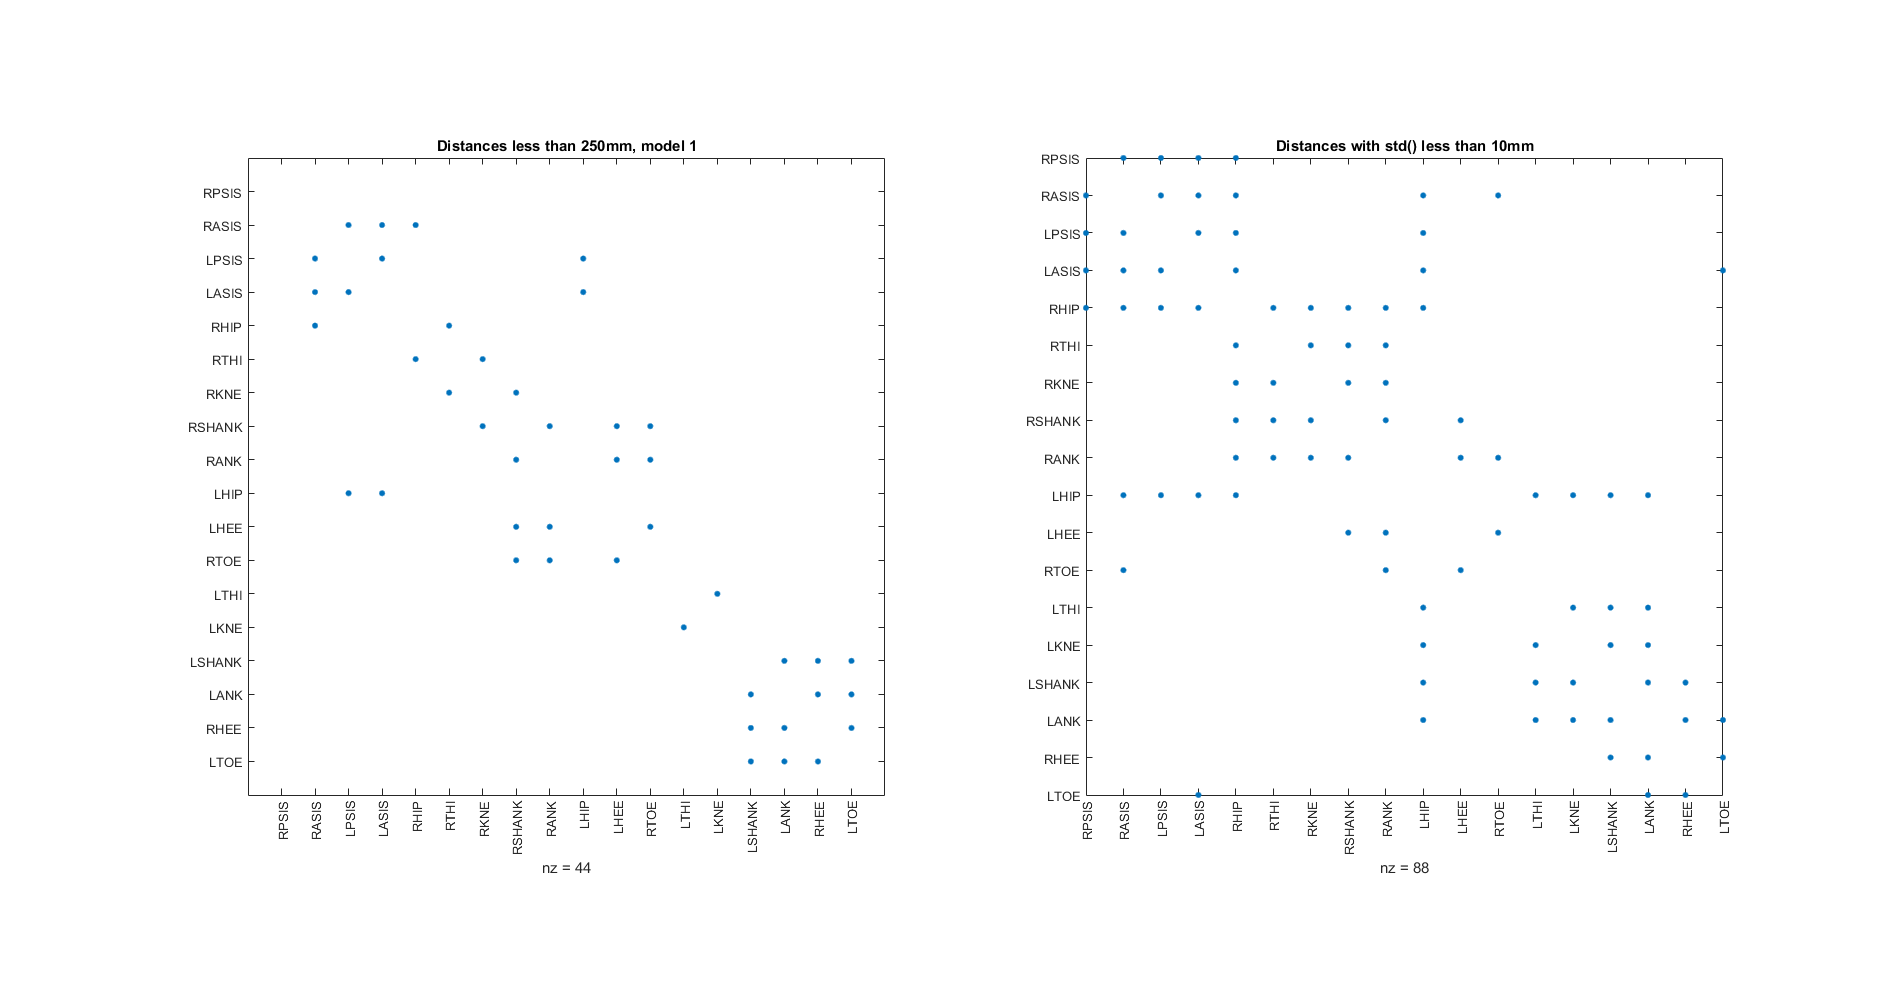 Distances less than 250mm, model 1
RPSIS
RASIS
LPSIS
LASIS
RHIP
RTHI
RKNE
RSHANK
RANK
LHIP
LHEE
RTOE
LTHI
LKNE
LSHANK
LANK
RHEE
LTOE
RPSIS
RASIS
LPSIS
LASIS
RHIP
RTHI
RKNE
RSHANK
RANK
LHIP
LHEE
RTOE
LTHI
LKNE
LSHANK
LANK
RHEE
LTOE
nz = 44
Distances with std() less than 10mm
RPSIS
RASIS
LPSIS
LASIS
RHIP
RTHI
RKNE
RSHANK
RANK
LHIP
LHEE
RTOE
LTHI
LKNE
LSHANK
LANK
RHEE
LTOE
RPSIS
RASIS
LPSIS
LASIS
RHIP
RTHI
RKNE
RSHANK
RANK
LHIP
LHEE
RTOE
LTHI
LKNE
LSHANK
LANK
RHEE
LTOE
nz = 88